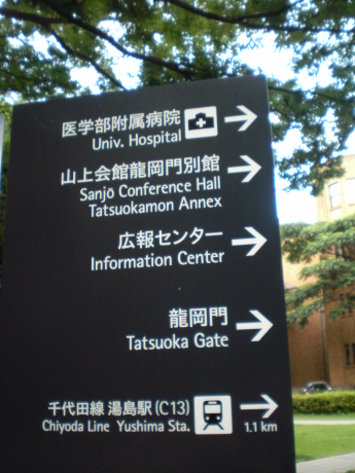 医学部附属病院
Univ. Hospital
山上会館龍岡門別館
Sanjō Conference Hall
Tatsuokamon Annex
広報センター
Information Center
龍岡門
Tatsuoka Gate
千代田線 湯島駅 (C13)
Chiyoda Line Yushima Sta.
1.1 km